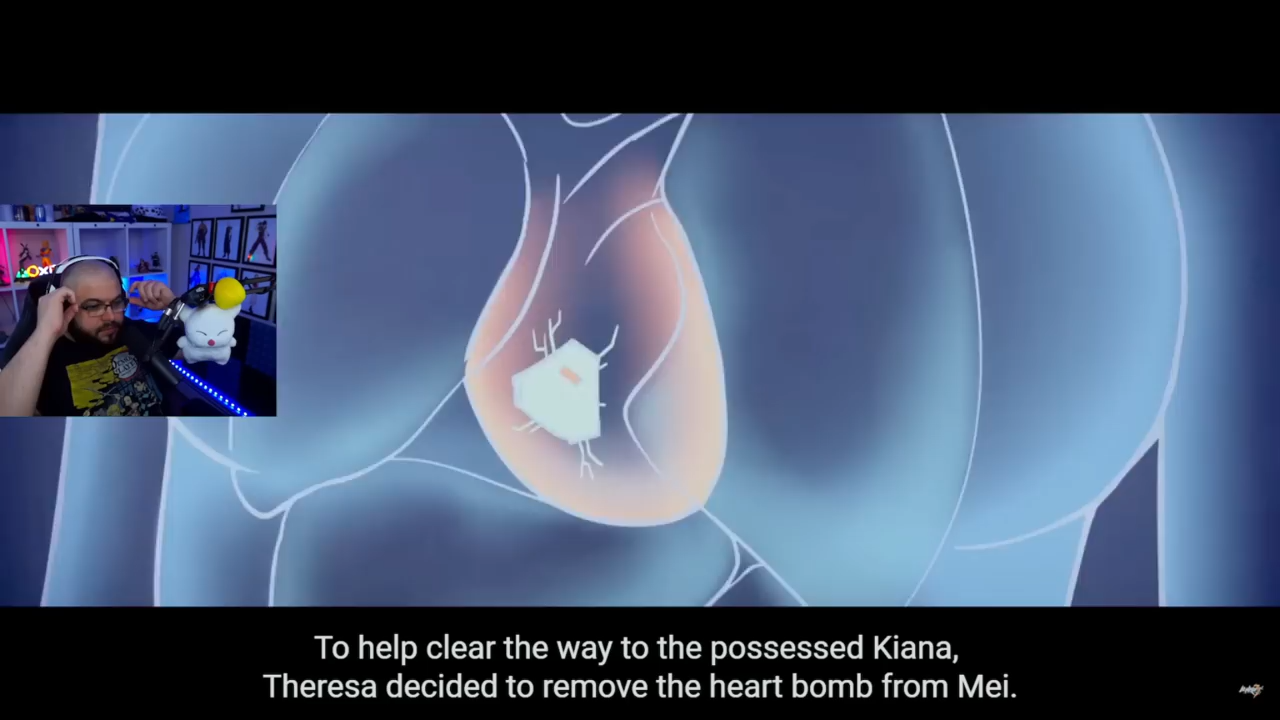 To help clear the way to the possessed Kiana,
Theresa decided to remove the heart bomb from Mei.